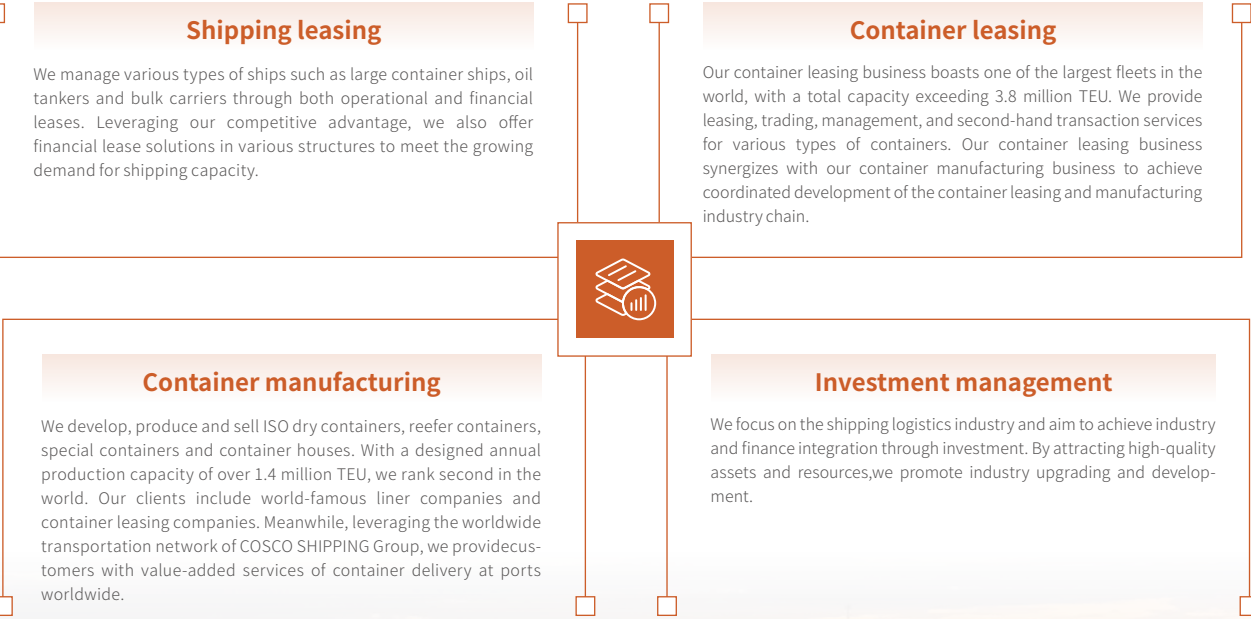 Shipping leasing
We manage various types of ships such as large container ships, oil
tankers and bulk carriers through both operational and financial
leases. Leveraging our competitive advantage, we also offer
financial lease solutions in various structures to meet the growing
demand for shipping capacity.
Container leasing
Our container leasing business boasts one of the largest fleets in the
world, with a total capacity exceeding 3.8 million TEU. We provide
leasing, trading, management, and second-hand transaction services
for various types of containers. Our container leasing business
synergizes with our container manufacturing business to achieve
coordinated development of the container leasing and manufacturing
industry chain.
Container manufacturing
We develop, produce and sell ISO dry containers, reefer containers,
special containers and container houses. With a designed annual
production capacity of over 1.4 million TEU, we rank second in the
world. Our clients include world-famous liner companies and
container leasing companies. Meanwhile, leveraging the worldwide
transportation network of COSCO SHIPPING Group, we providecus-
tomers with value-added services of container delivery at ports
worldwide.
Investment management
We focus on the shipping logistics industry and aim to achieve industry
and finance integration through investment. By attracting high-quality
assets and resources,we promote industry upgrading and develop-
ment.